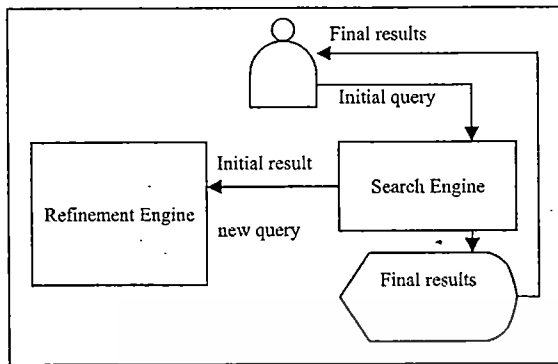 Final results
Initial query
Initial result
Search Engine
Refinement Engine
new query
Final results